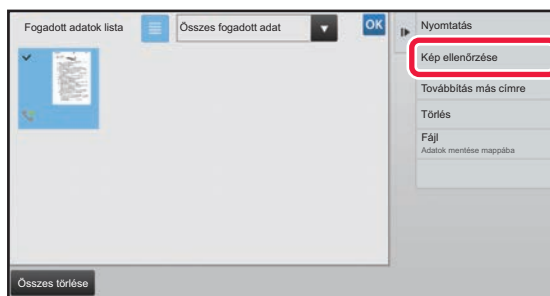 Fogadott adatok lista
Összes fogadott adat
OK
Nyomtatás
Kép ellenőrzése
Továbbítás más címre
Törlés
Fájl
Adatok mentése mappába
Összes törlése